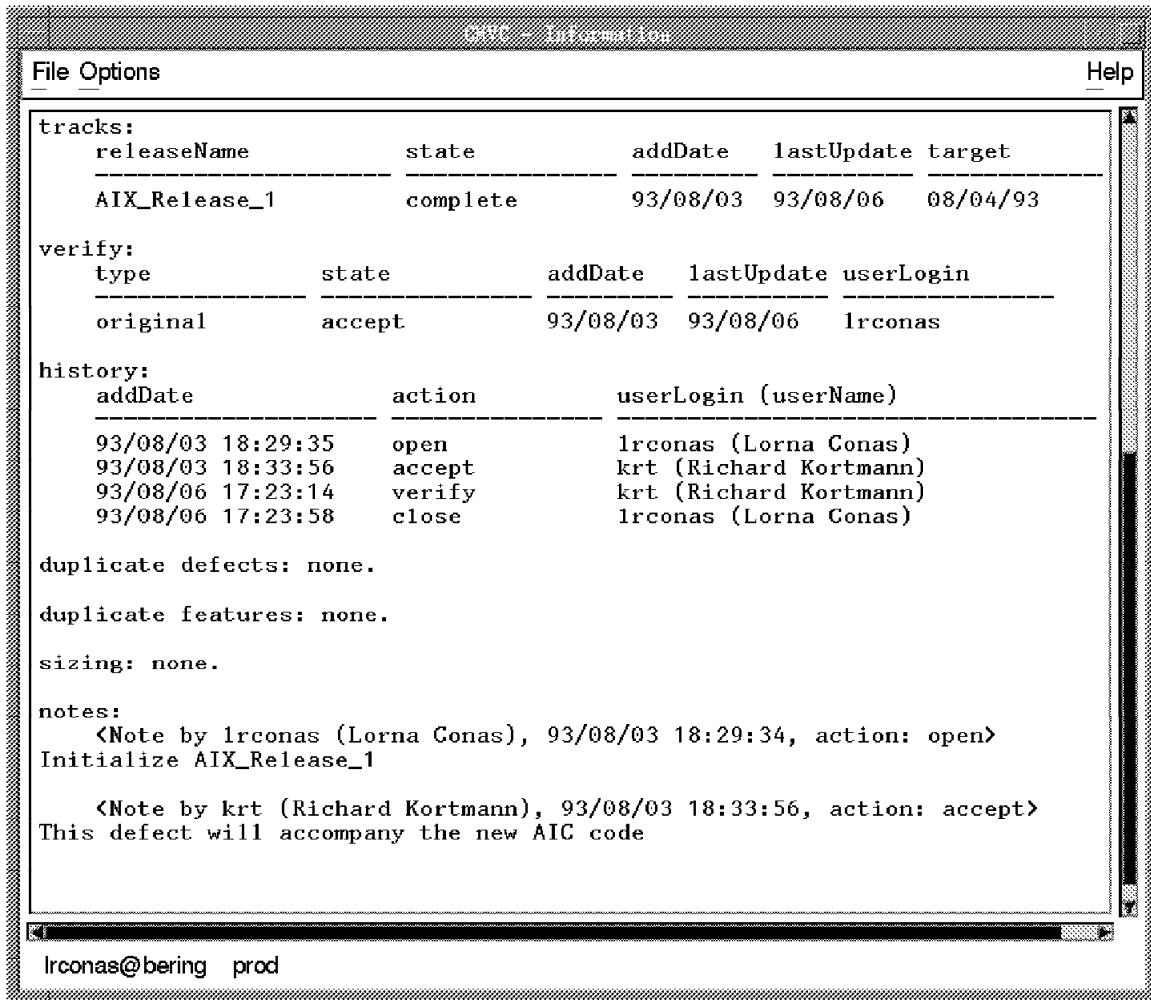 CMVC - Information
File Options Help
tracks:
releaseName state addDate lastUpdate target
AIX_Release_1 complete 93/08/03 93/08/06 08/04/93
verify:
type state addDate lastUpdate userLogin
original accept 93/08/03 93/08/06 lrconas
history:
addDate action userLogin (userName)
93/08/03 18:29:35 open lrconas (Lorna Conas)
93/08/03 18:33:56 accept krt (Richard Kortmann)
93/08/06 17:23:14 verify krt (Richard Kortmann)
93/08/06 17:23:58 close lrconas (Lorna Conas)
duplicate defects: none.
duplicate features: none.
sizing: none.
notes:
<Note by lrconas (Lorna Conas), 93/08/03 18:29:34, action: open>
Initialize AIX_Release_1
<Note by krt (Richard Kortmann), 93/08/03 18:33:56, action: accept>
This defect will accompany the new AIC code
lrconas@bering prod